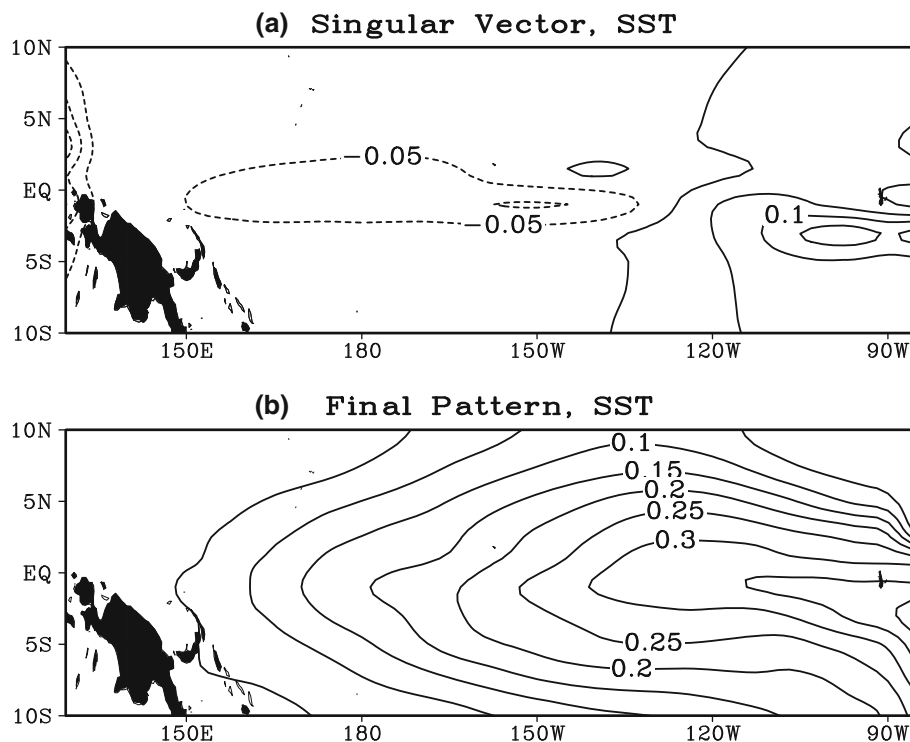 (a) Singular Vector, SST
10N
5N
EQ
5S
10S
−0.05
−0.05
0.1
150E 180 150W 120W 90W
(b) Final Pattern, SST
10N
5N
EQ
5S
10S
0.1
0.15
0.2
0.25
0.3
0.25
0.2
150E 180 150W 120W 90W